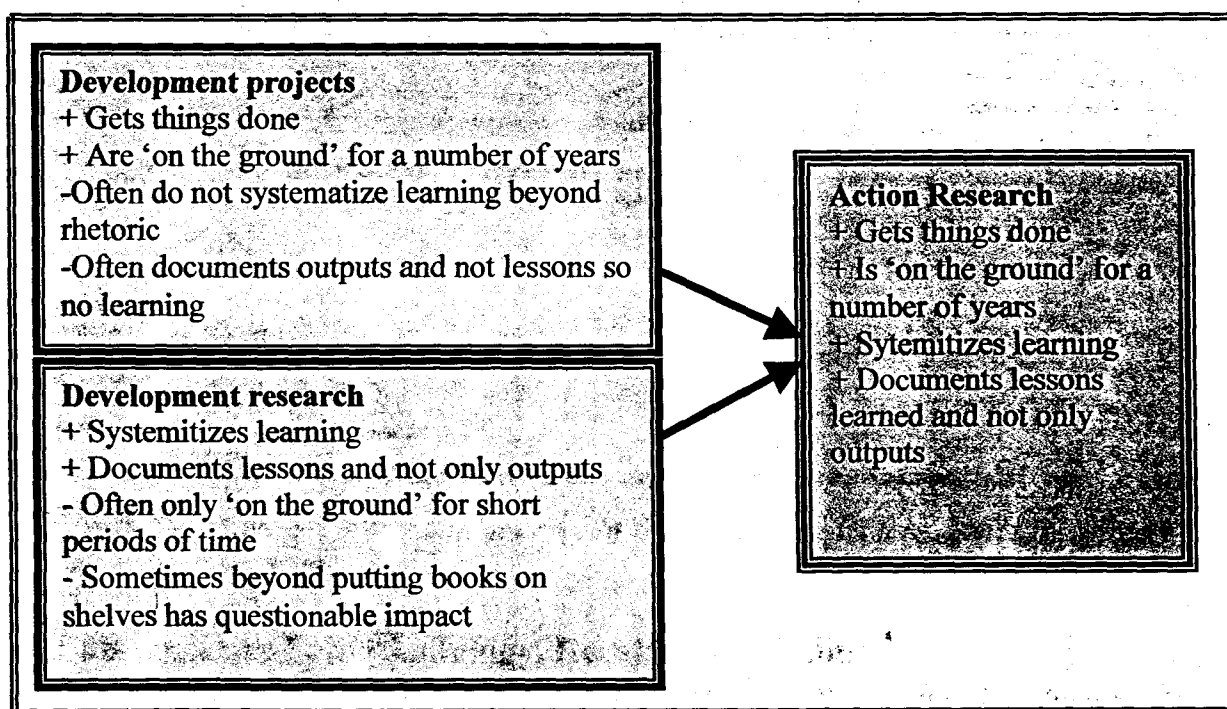 Development projects
+ Gets things done
+ Are ‘on the ground’ for a number of years
-Often do not systematize learning beyond
rhetoric
-Often documents outputs and not lessons so
no learning
Development research
+ Systemitizes learning
+ Documents lessons and not only outputs
- Often only ‘on the ground’ for short
periods of time
- Sometimes beyond putting books on
shelves has questionable impact
Action Research
+ Gets things done
+ Is ‘on the ground’ for a
number of years
+ Sytemitizes learning
+ Documents lessons
learned and not only
outputs